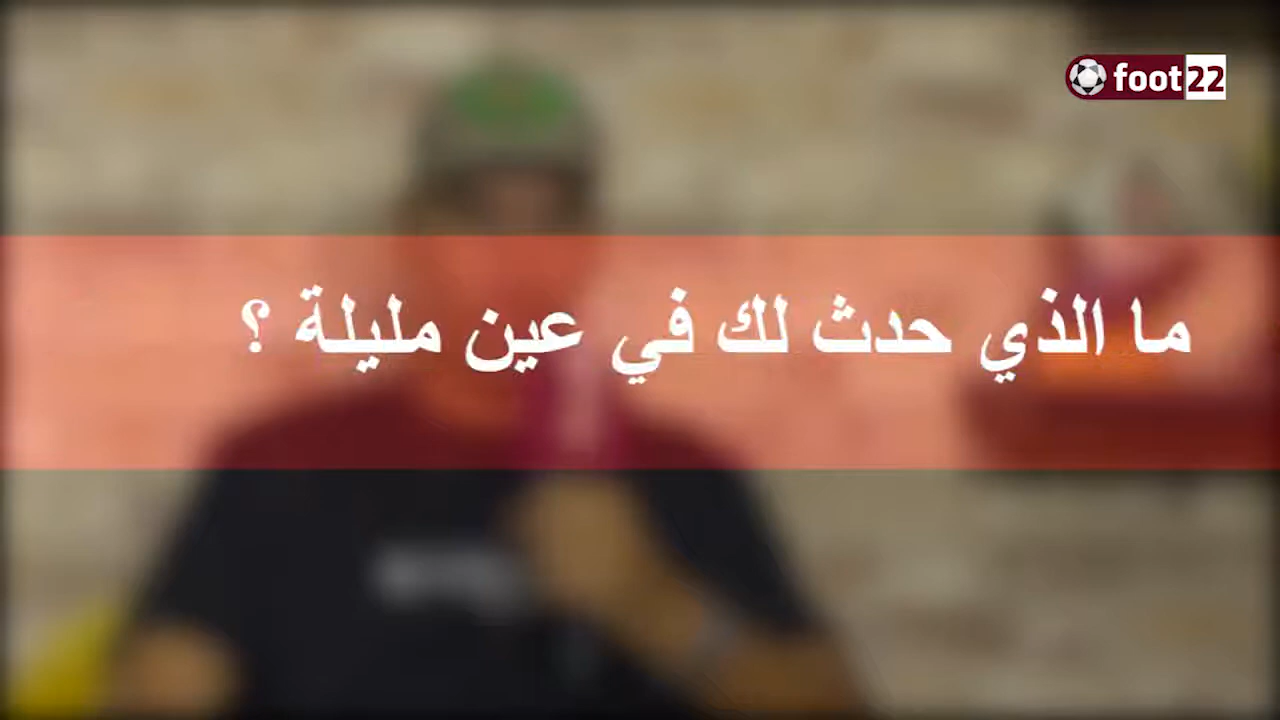 foot22
ما الذي حدث لك في عين مليلة ؟